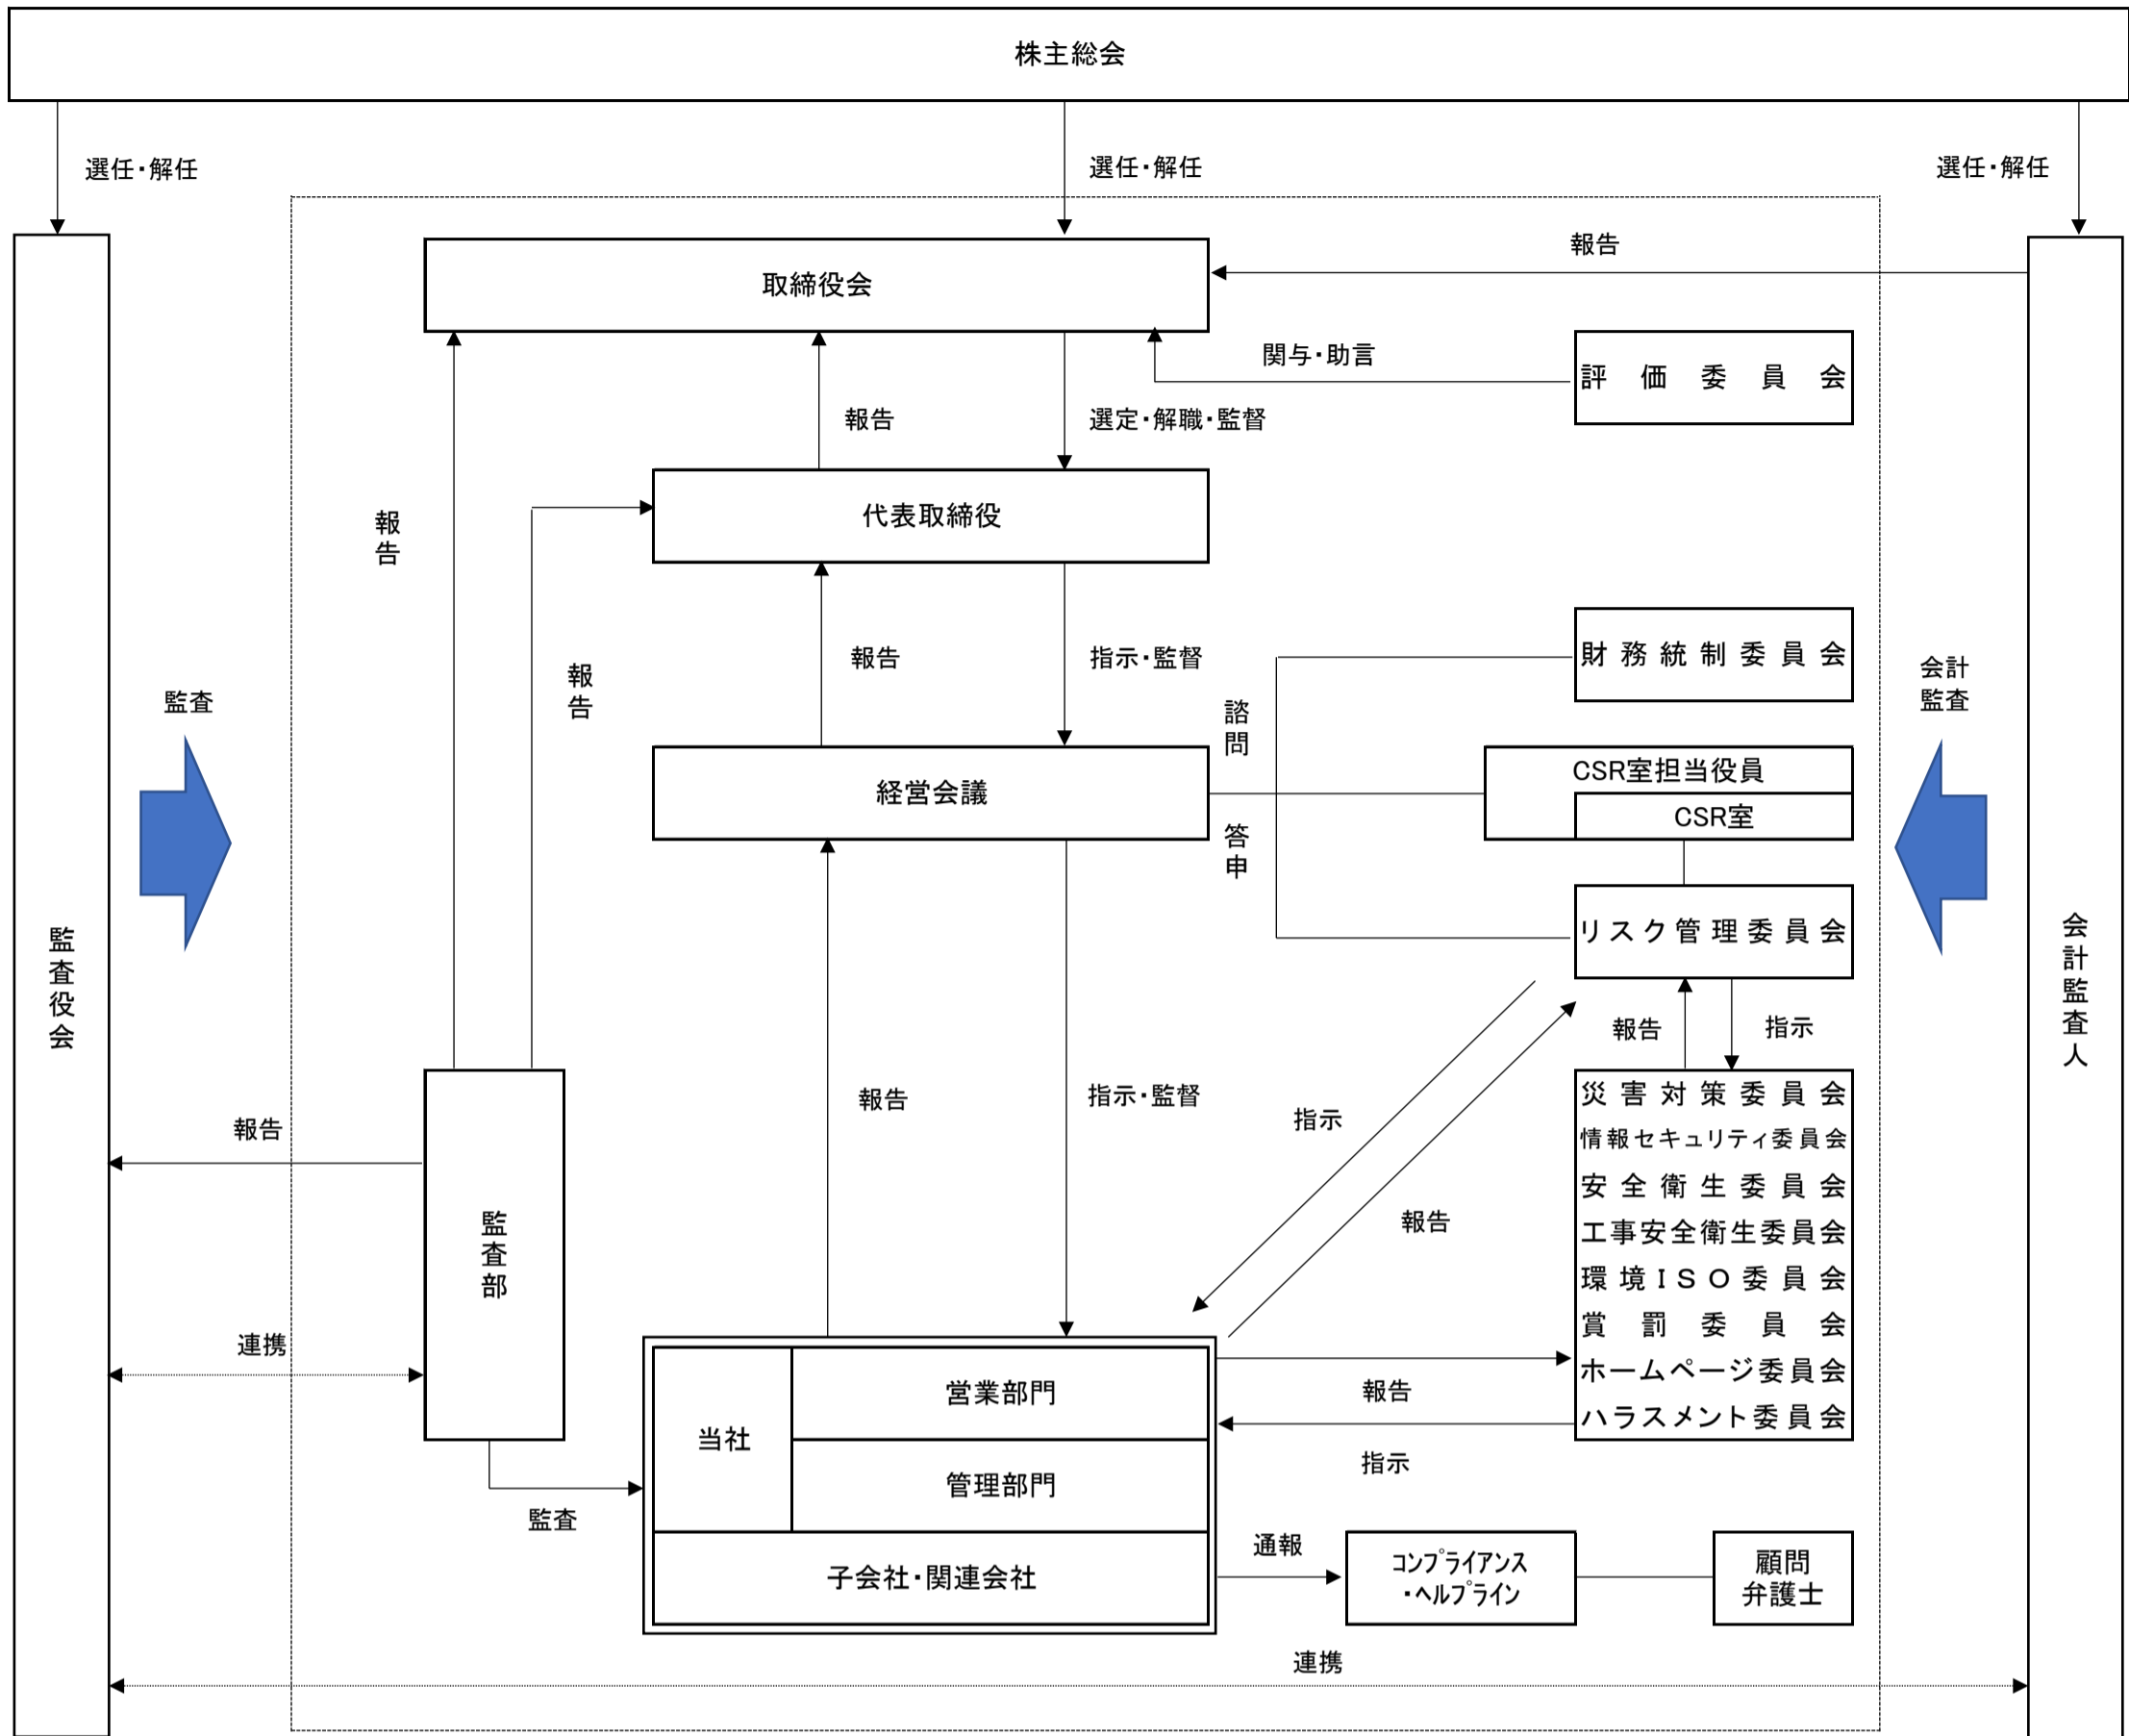 株主総会
選任・解任
選任・解任
選任・解任
報告
取締役会
関与・助言
評価委員会
報告
選定・解職・監督
代表取締役
報告
報告
報告
指示・監督
財務統制委員会
監査
会計
監査
諮問
経営会議
CSR室担当役員
CSR室
答申
リスク管理委員会
監査役会
会計監査人
報告
指示
報告
指示・監督
指示
報告
災害対策委員会
情報セキュリティ委員会
安全衛生委員会
工事安全衛生委員会
環境ISO委員会
賞罰委員会
ホームページ委員会
ハラスメント委員会
報告
監査部
連携
当社
営業部門
管理部門
子会社・関連会社
報告
指示
監査
通報
コンプライアンス
・ヘルプライン
顧問
弁護士
連携